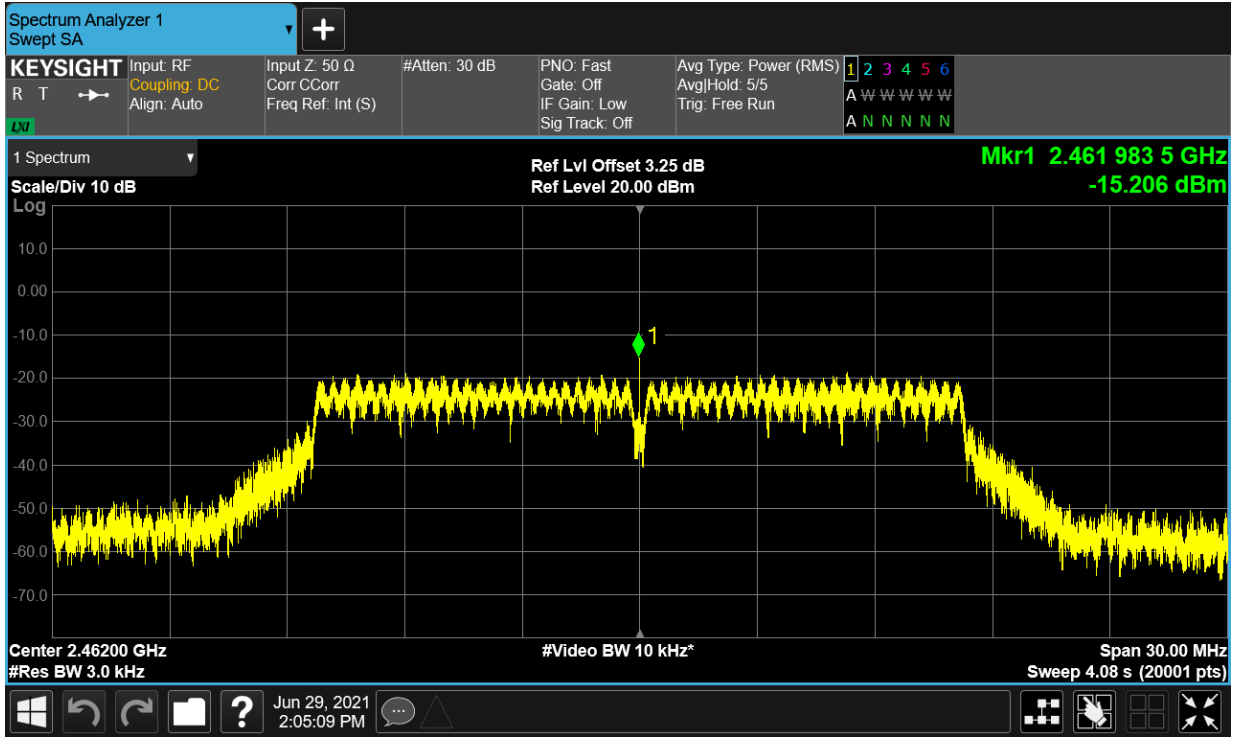 Spectrum Analyzer 1
Swept SA
▼
+
KEYSIGHT
R T
LXI
Input: RF
Coupling: DC
Align: Auto
Input Z: 50 Ω
Corr CCorr
Freq Ref: Int (S)
#Atten: 30 dB
PNO: Fast
Gate: Off
IF Gain: Low
Sig Track: Off
Avg Type: Power (RMS)
Avg|Hold: 5/5
Trig: Free Run
1 2 3 4 5 6
A W W W W W
A N N N N N
1 Spectrum ▼
Scale/Div 10 dB
Log
Ref Lvl Offset 3.25 dB
Ref Level 20.00 dBm
Mkr1 2.461 983 5 GHz
-15.206 dBm
10.0
0.00
-10.0
-20.0
-30.0
-40.0
-50.0
-60.0
-70.0
1
Center 2.46200 GHz
#Res BW 3.0 kHz
#Video BW 10 kHz*
Span 30.00 MHz
Sweep 4.08 s (20001 pts)
?
Jun 29, 2021
2:05:09 PM